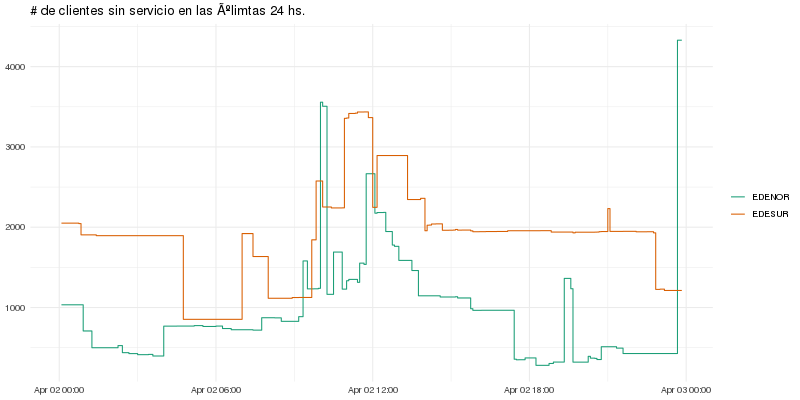 # de clientes sin servicio en las Ãºlimtas 24 hs.
4000
3000
2000
1000
Apr 02 00:00
Apr 02 06:00
Apr 02 12:00
Apr 02 18:00
Apr 03 00:00
EDENOR
EDESUR